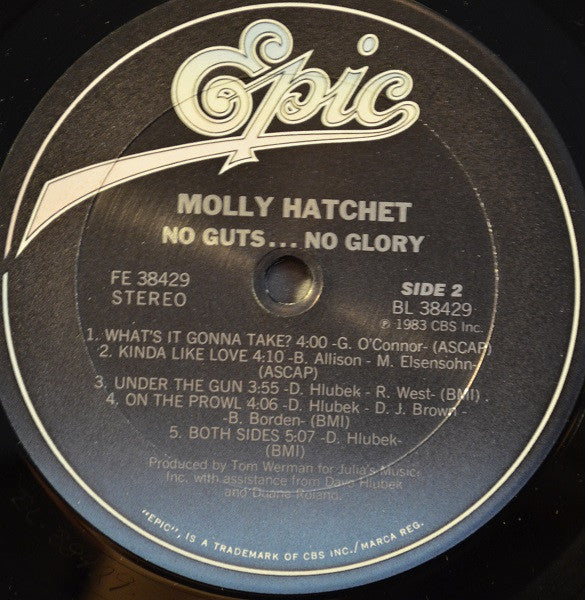 Epic
MOLLY HATCHET
NO GUTS... NO GLORY
FE 38429
STEREO
SIDE 2
BL 38429
℗ 1983 CBS Inc.
1. WHAT'S IT GONNA TAKE? 4:00 -G. O'Connor- (ASCAP)
2. KINDA LIKE LOVE 4:10 -B. Allison - M. Elsensohn-
(ASCAP)
3. UNDER THE GUN 3:55 -D. Hlubek - R. West- (BMI)
4. ON THE PROWL 4:06 -D. Hlubek - D. J. Brown -
-B. Borden- (BMI)
5. BOTH SIDES 5:07 -D. Hlubek-
(BMI)
Produced by Tom Werman for Julia's Music,
Inc. with assistance from Dave Hlubek
and Duane Roland.
"EPIC", IS A TRADEMARK OF CBS INC./MARCA REG.